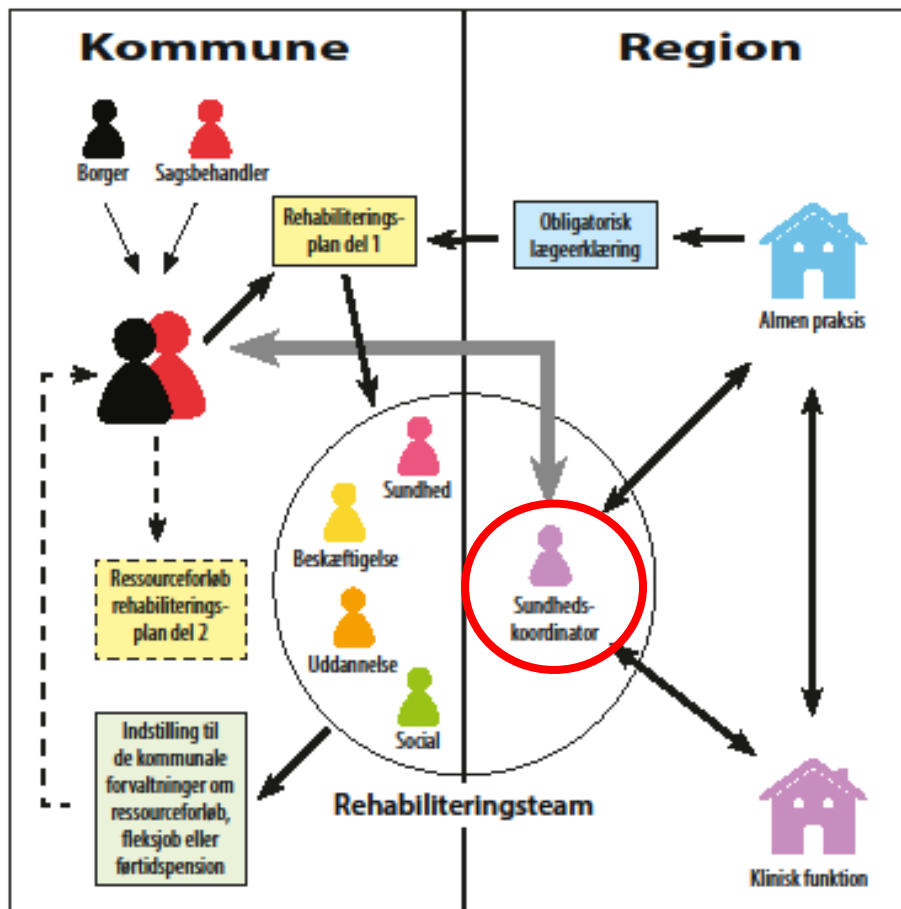 Kommune
Region
Borger
Sagsbehandler
Rehabiliterings-
plan del 1
Obligatorisk
lægeerklæring
Almen praksis
Sundhed
Beskæftigelse
Uddannelse
Social
Sundheds-
koordinator
Ressourceforløb
rehabiliterings-
plan del 2
Indstilling til
de kommunale
forvaltninger om
ressourceforløb,
fleksjob eller
førtidspension
Rehabiliteringsteam
Klinisk funktion